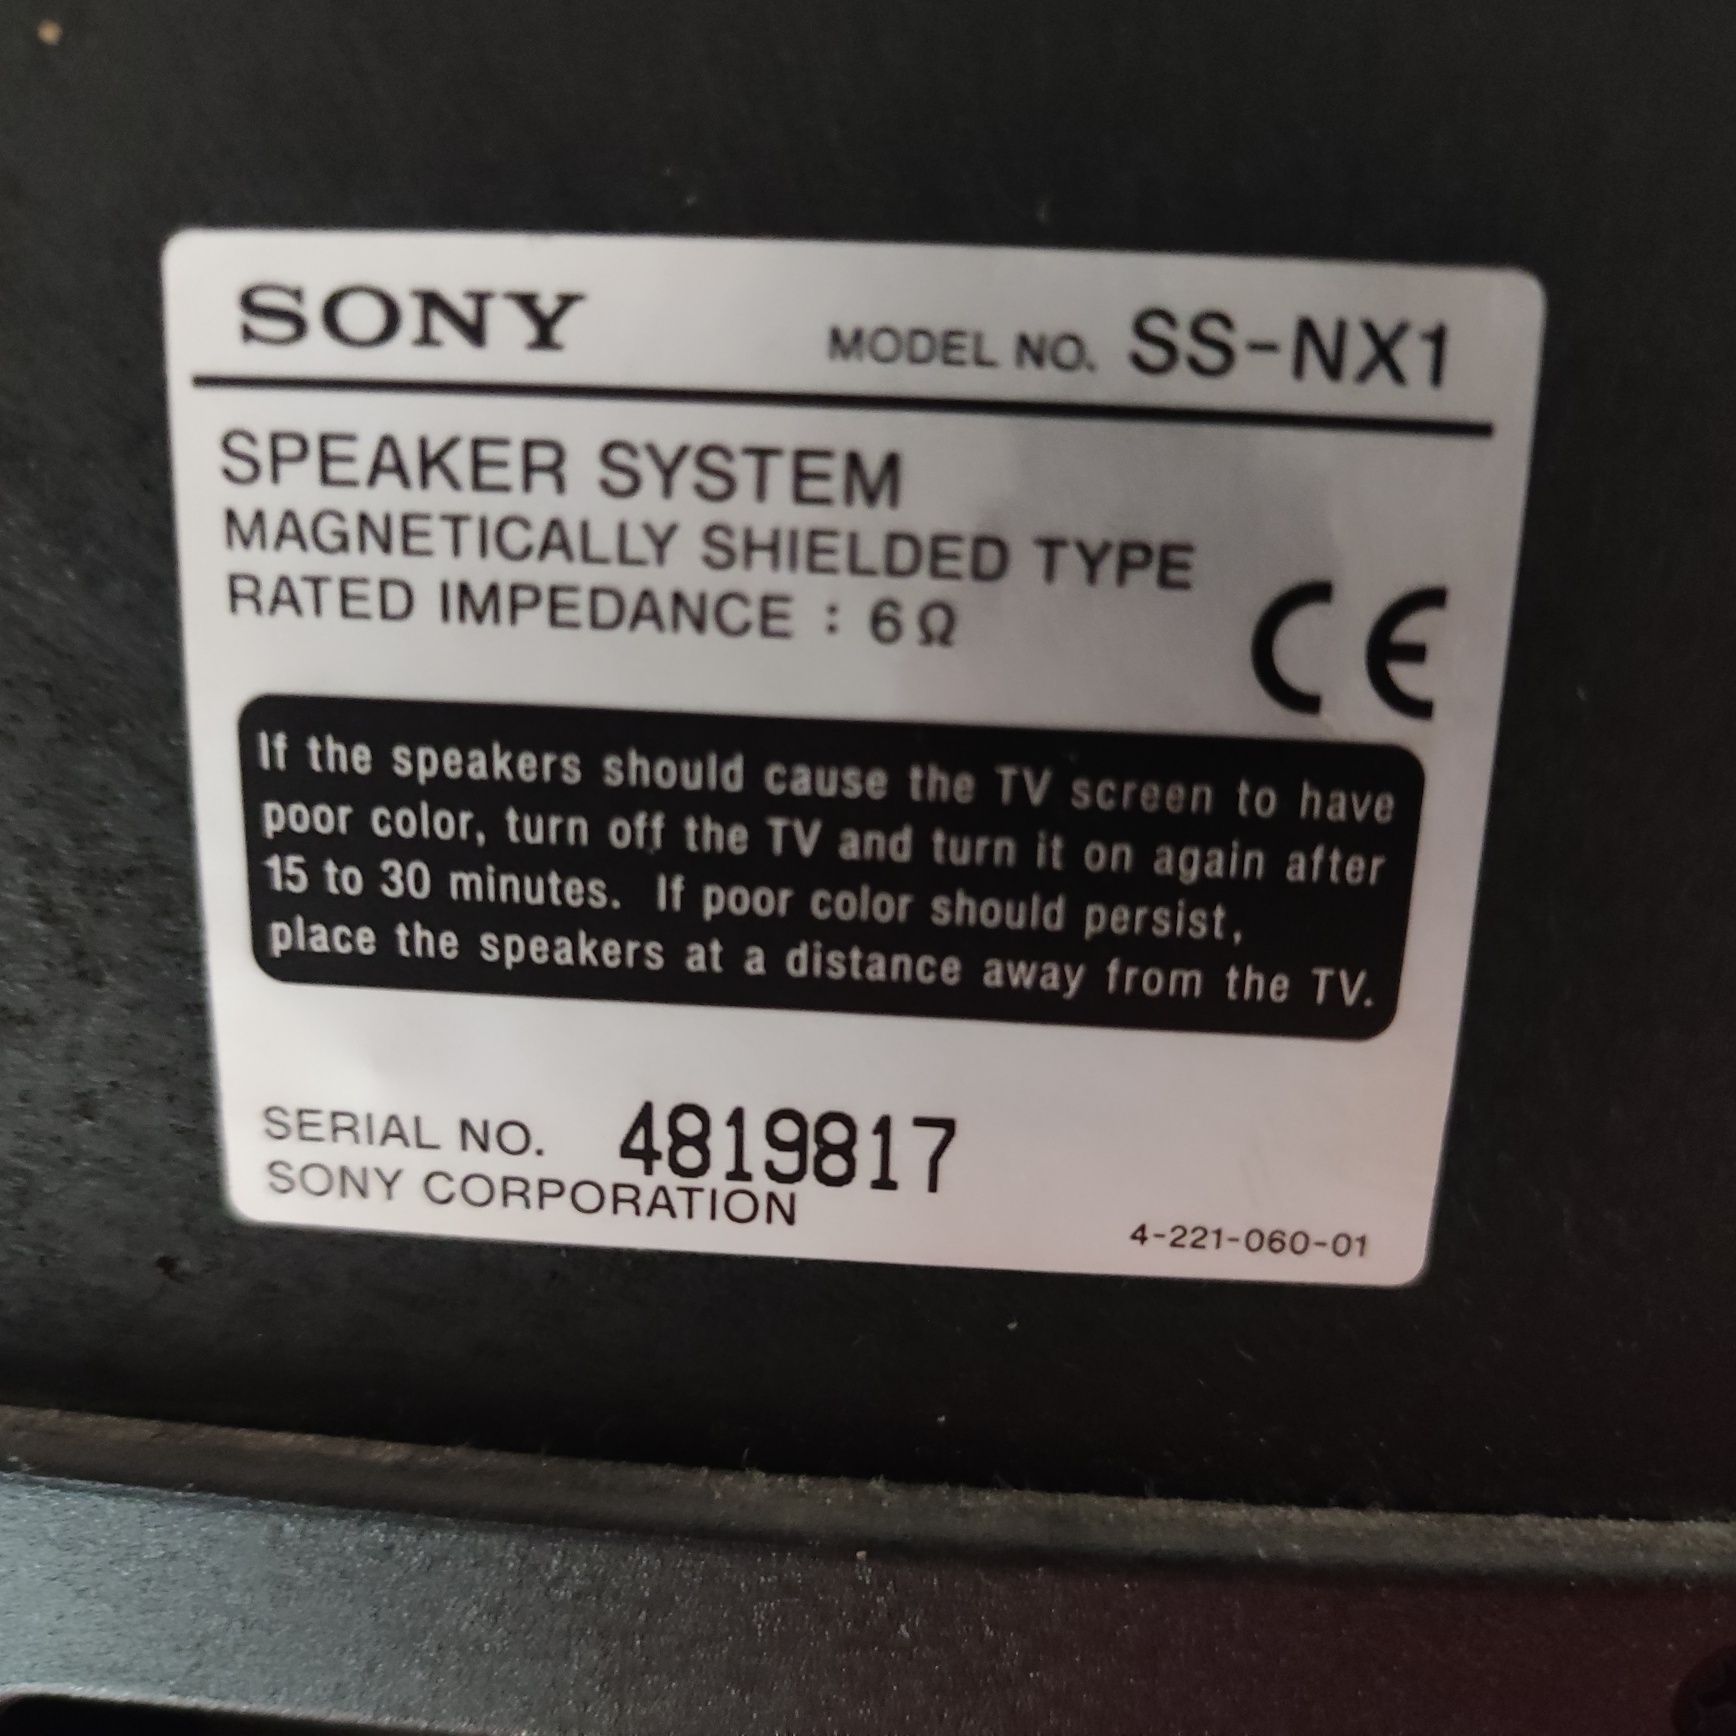 SONY MODEL NO. SS-NX1
SPEAKER SYSTEM
MAGNETICALLY SHIELDED TYPE
RATED IMPEDANCE : 6Ω
CE
If the speakers should cause the TV screen to have
poor color, turn off the TV and turn it on again after
15 to 30 minutes. If poor color should persist,
place the speakers at a distance away from the TV.
SERIAL NO. 4819817
SONY CORPORATION
4-221-060-01